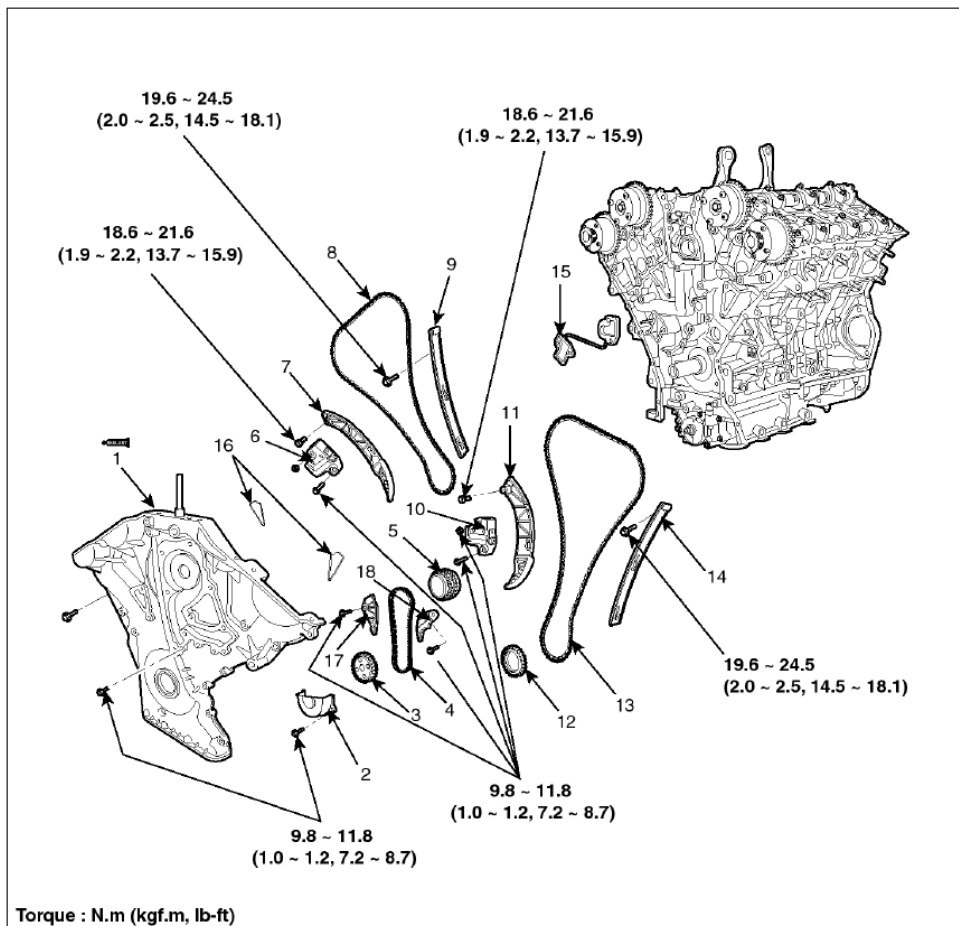 19.6 ~ 24.5
(2.0 ~ 2.5, 14.5 ~ 18.1)
18.6 ~ 21.6
(1.9 ~ 2.2, 13.7 ~ 15.9)
18.6 ~ 21.6
(1.9 ~ 2.2, 13.7 ~ 15.9)
8
9
15
7
11
6
16
1
10
5
18
14
17
19.6 ~ 24.5
(2.0 ~ 2.5, 14.5 ~ 18.1)
3
4
12
13
2
9.8 ~ 11.8
(1.0 ~ 1.2, 7.2 ~ 8.7)
9.8 ~ 11.8
(1.0 ~ 1.2, 7.2 ~ 8.7)
Torque : N.m (kgf.m, lb-ft)